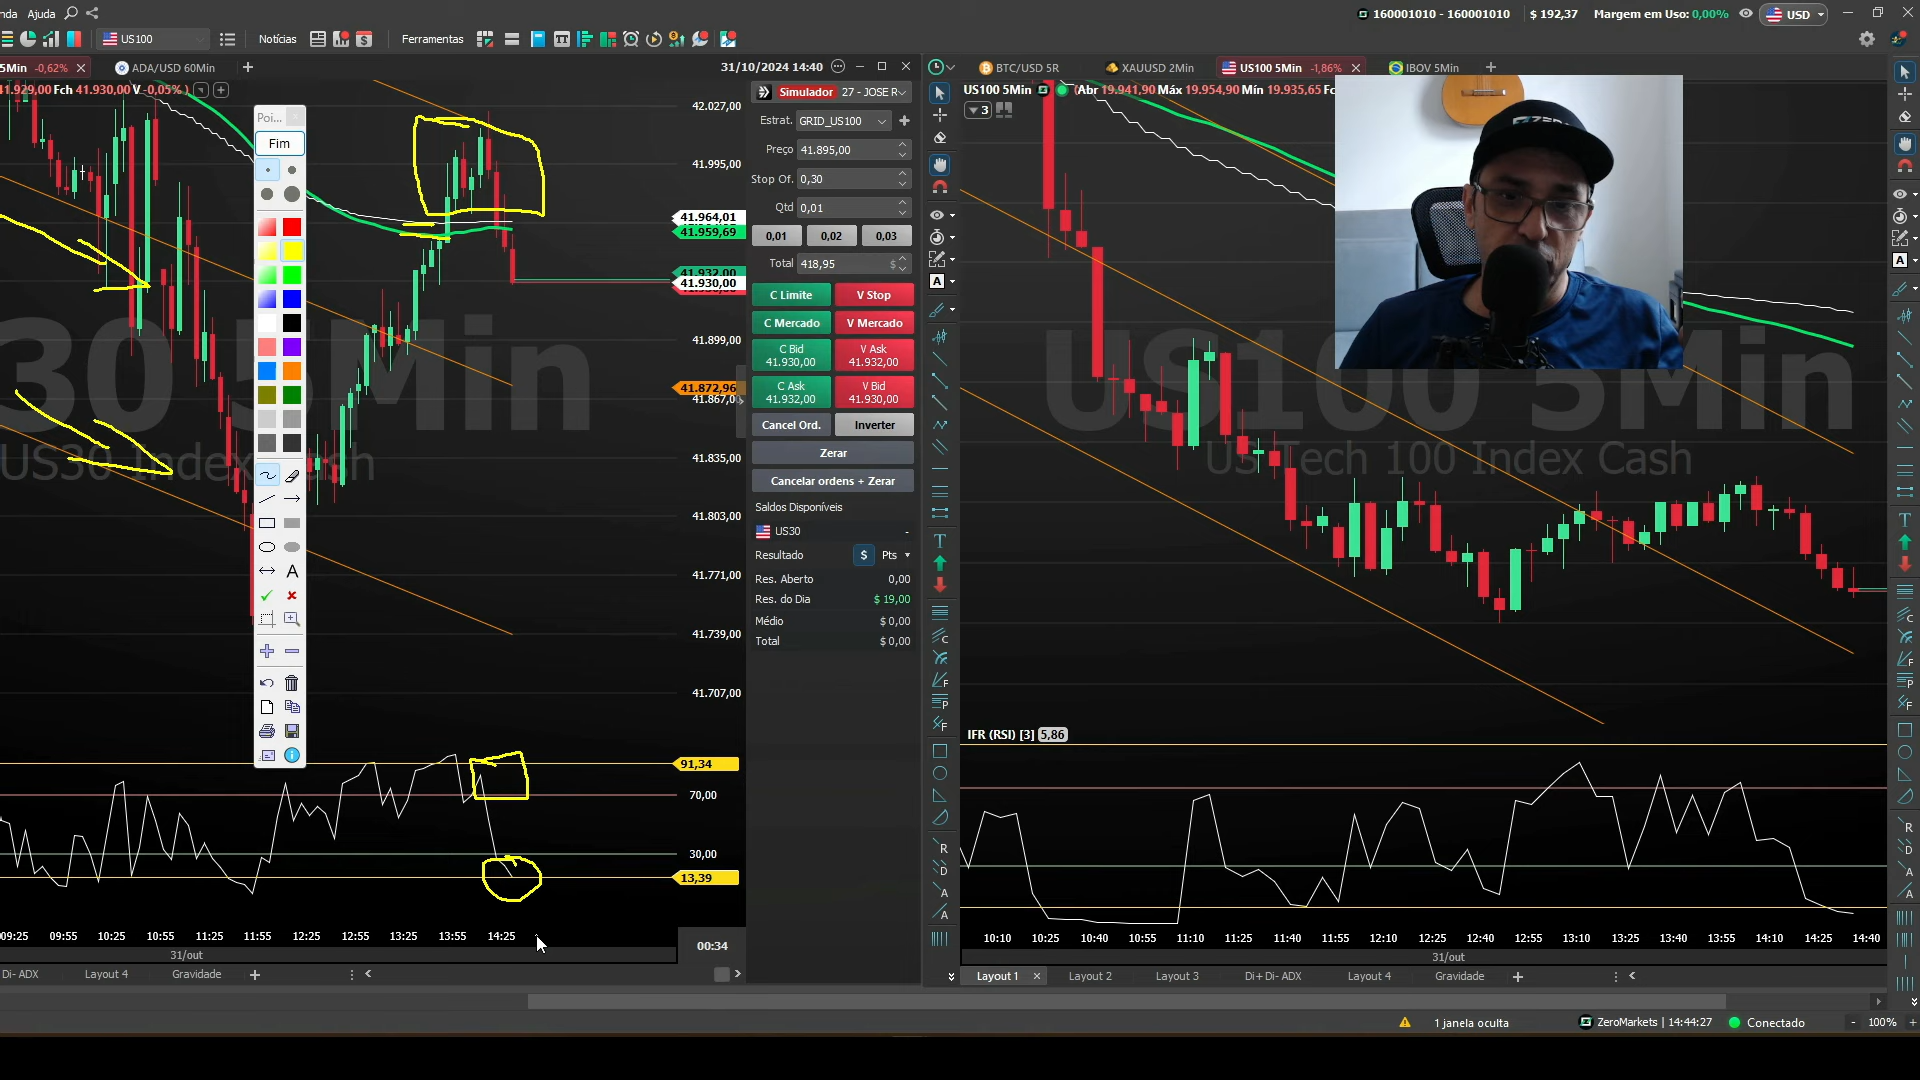 nda Ajuda
160001010 - 160001010 $ 192,37 Margem em Uso: 0,00% USD
US100 Notícias Ferramentas
5Min -0,62% ADA/USD 60Min
31/10/2024 14:40
BTC/USD 5R XAUUSD 2Min US100 5Min -1,86% IBOV 5Min
41.929,00 Fch 41.930,00 V -0,05%)
Simulador 27 - JOSE R
US100 5Min (Abr 19.941,90 Máx 19.954,90 Mín 19.935,65 Fc
3
Poi...
Fim
A
Estrat. GRID_US100
Preço 41.895,00
Stop Of. 0,30
Qtd 0,01
0,01 0,02 0,03
Total 418,95 $
C Limite V Stop
C Mercado V Mercado
C Bid V Ask
41.930,00 41.932,00
C Ask V Bid
41.932,00 41.930,00
Cancel Ord. Inverter
Zerar
Cancelar ordens + Zerar
Saldos Disponíveis
US30 -
Resultado $ Pts
Res. Aberto 0,00
Res. do Dia $ 19,00
Médio $ 0,00
Total $ 0,00
42.027,00
41.995,00
41.964,01
41.959,69
41.932,00
41.930,00
41.899,00
41.872,96
41.867,00
41.835,00
41.803,00
41.771,00
41.739,00
41.707,00
91,34
70,00
30,00
13,39
30 5Min
US30 Index Cash
US100 5Min
US Tech 100 Index Cash
IFR (RSI) [3] 5,86
09:25 09:55 10:25 10:55 11:25 11:55 12:25 12:55 13:25 13:55 14:25
31/out
00:34
10:10 10:25 10:40 10:55 11:10 11:25 11:40 11:55 12:10 12:25 12:40 12:55 13:10 13:25 13:40 13:55 14:10 14:25 14:40
31/out
Di- ADX Layout 4 Gravidade
Layout 1 Layout 2 Layout 3 Di+ Di- ADX Layout 4 Gravidade
1 janela oculta ZeroMarkets | 14:44:27 Conectado - 100% +